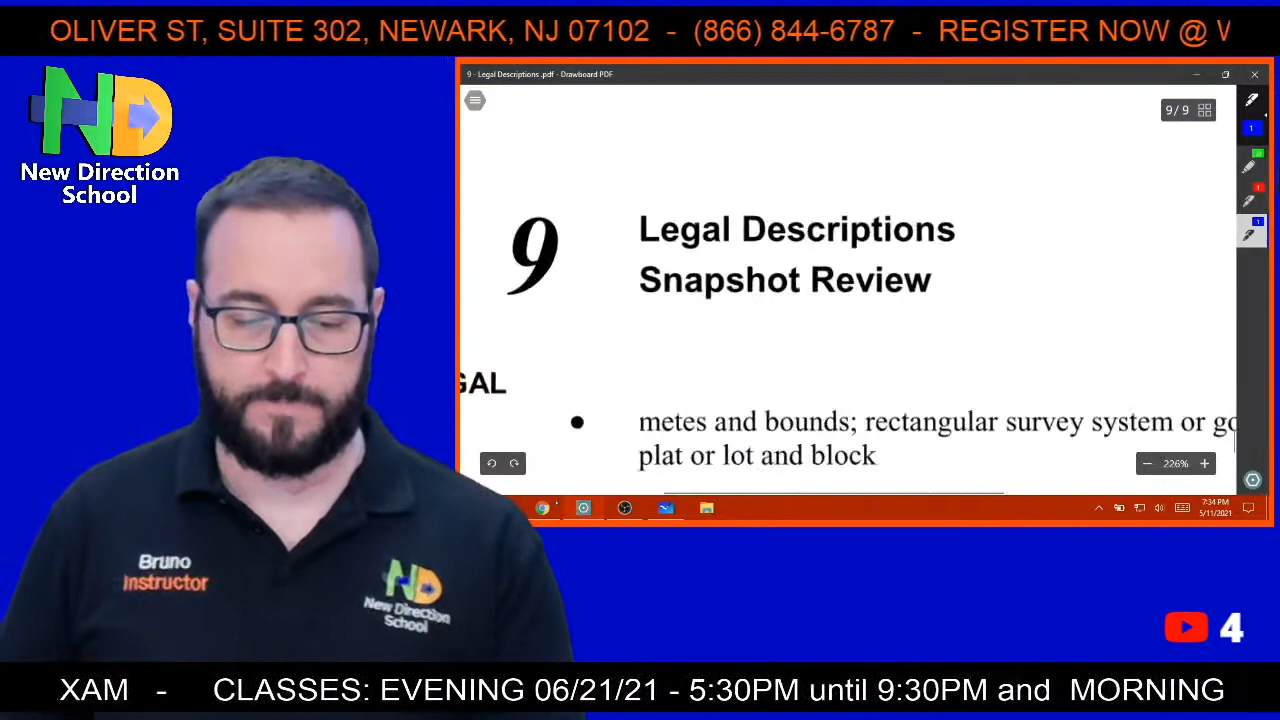 OLIVER ST, SUITE 302, NEWARK, NJ 07102 - (866) 844-6787 - REGISTER NOW @ W
ND
New Direction
School
9 - Legal Descriptions .pdf - Drawboard PDF
9 / 9
1
9
Legal Descriptions
Snapshot Review
GAL
• metes and bounds; rectangular survey system or go
plat or lot and block
226%
7:34 PM
5/11/2021
Bruno
Instructor
ND
New Direction
School
4
XAM - CLASSES: EVENING 06/21/21 - 5:30PM until 9:30PM and MORNING